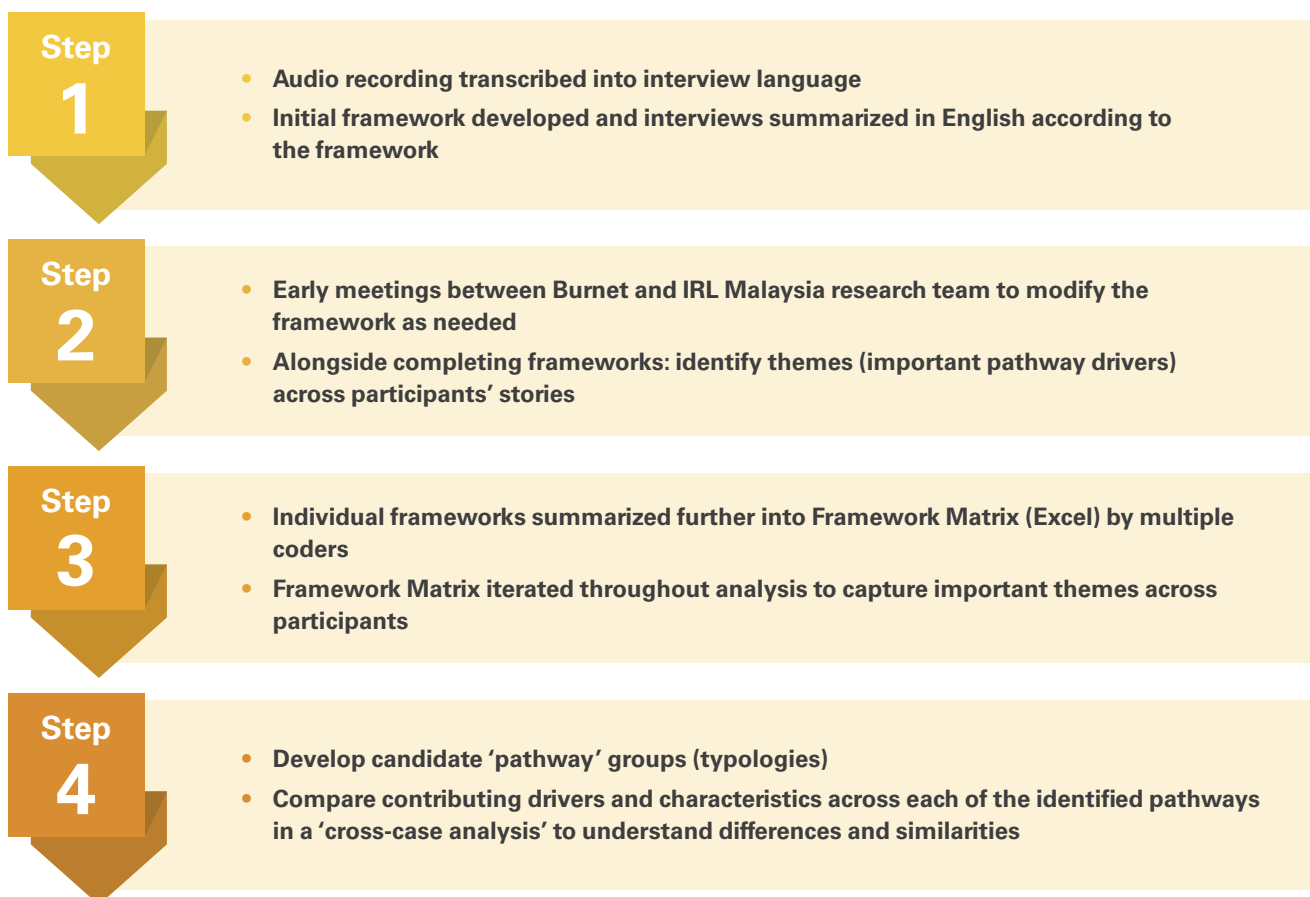 Step
1
• Audio recording transcribed into interview language
• Initial framework developed and interviews summarized in English according to
the framework
Step
2
• Early meetings between Burnet and IRL Malaysia research team to modify the
framework as needed
• Alongside completing frameworks: identify themes (important pathway drivers)
across participants’ stories
Step
3
• Individual frameworks summarized further into Framework Matrix (Excel) by multiple
coders
• Framework Matrix iterated throughout analysis to capture important themes across
participants
Step
4
• Develop candidate ‘pathway’ groups (typologies)
• Compare contributing drivers and characteristics across each of the identified pathways
in a ‘cross-case analysis’ to understand differences and similarities